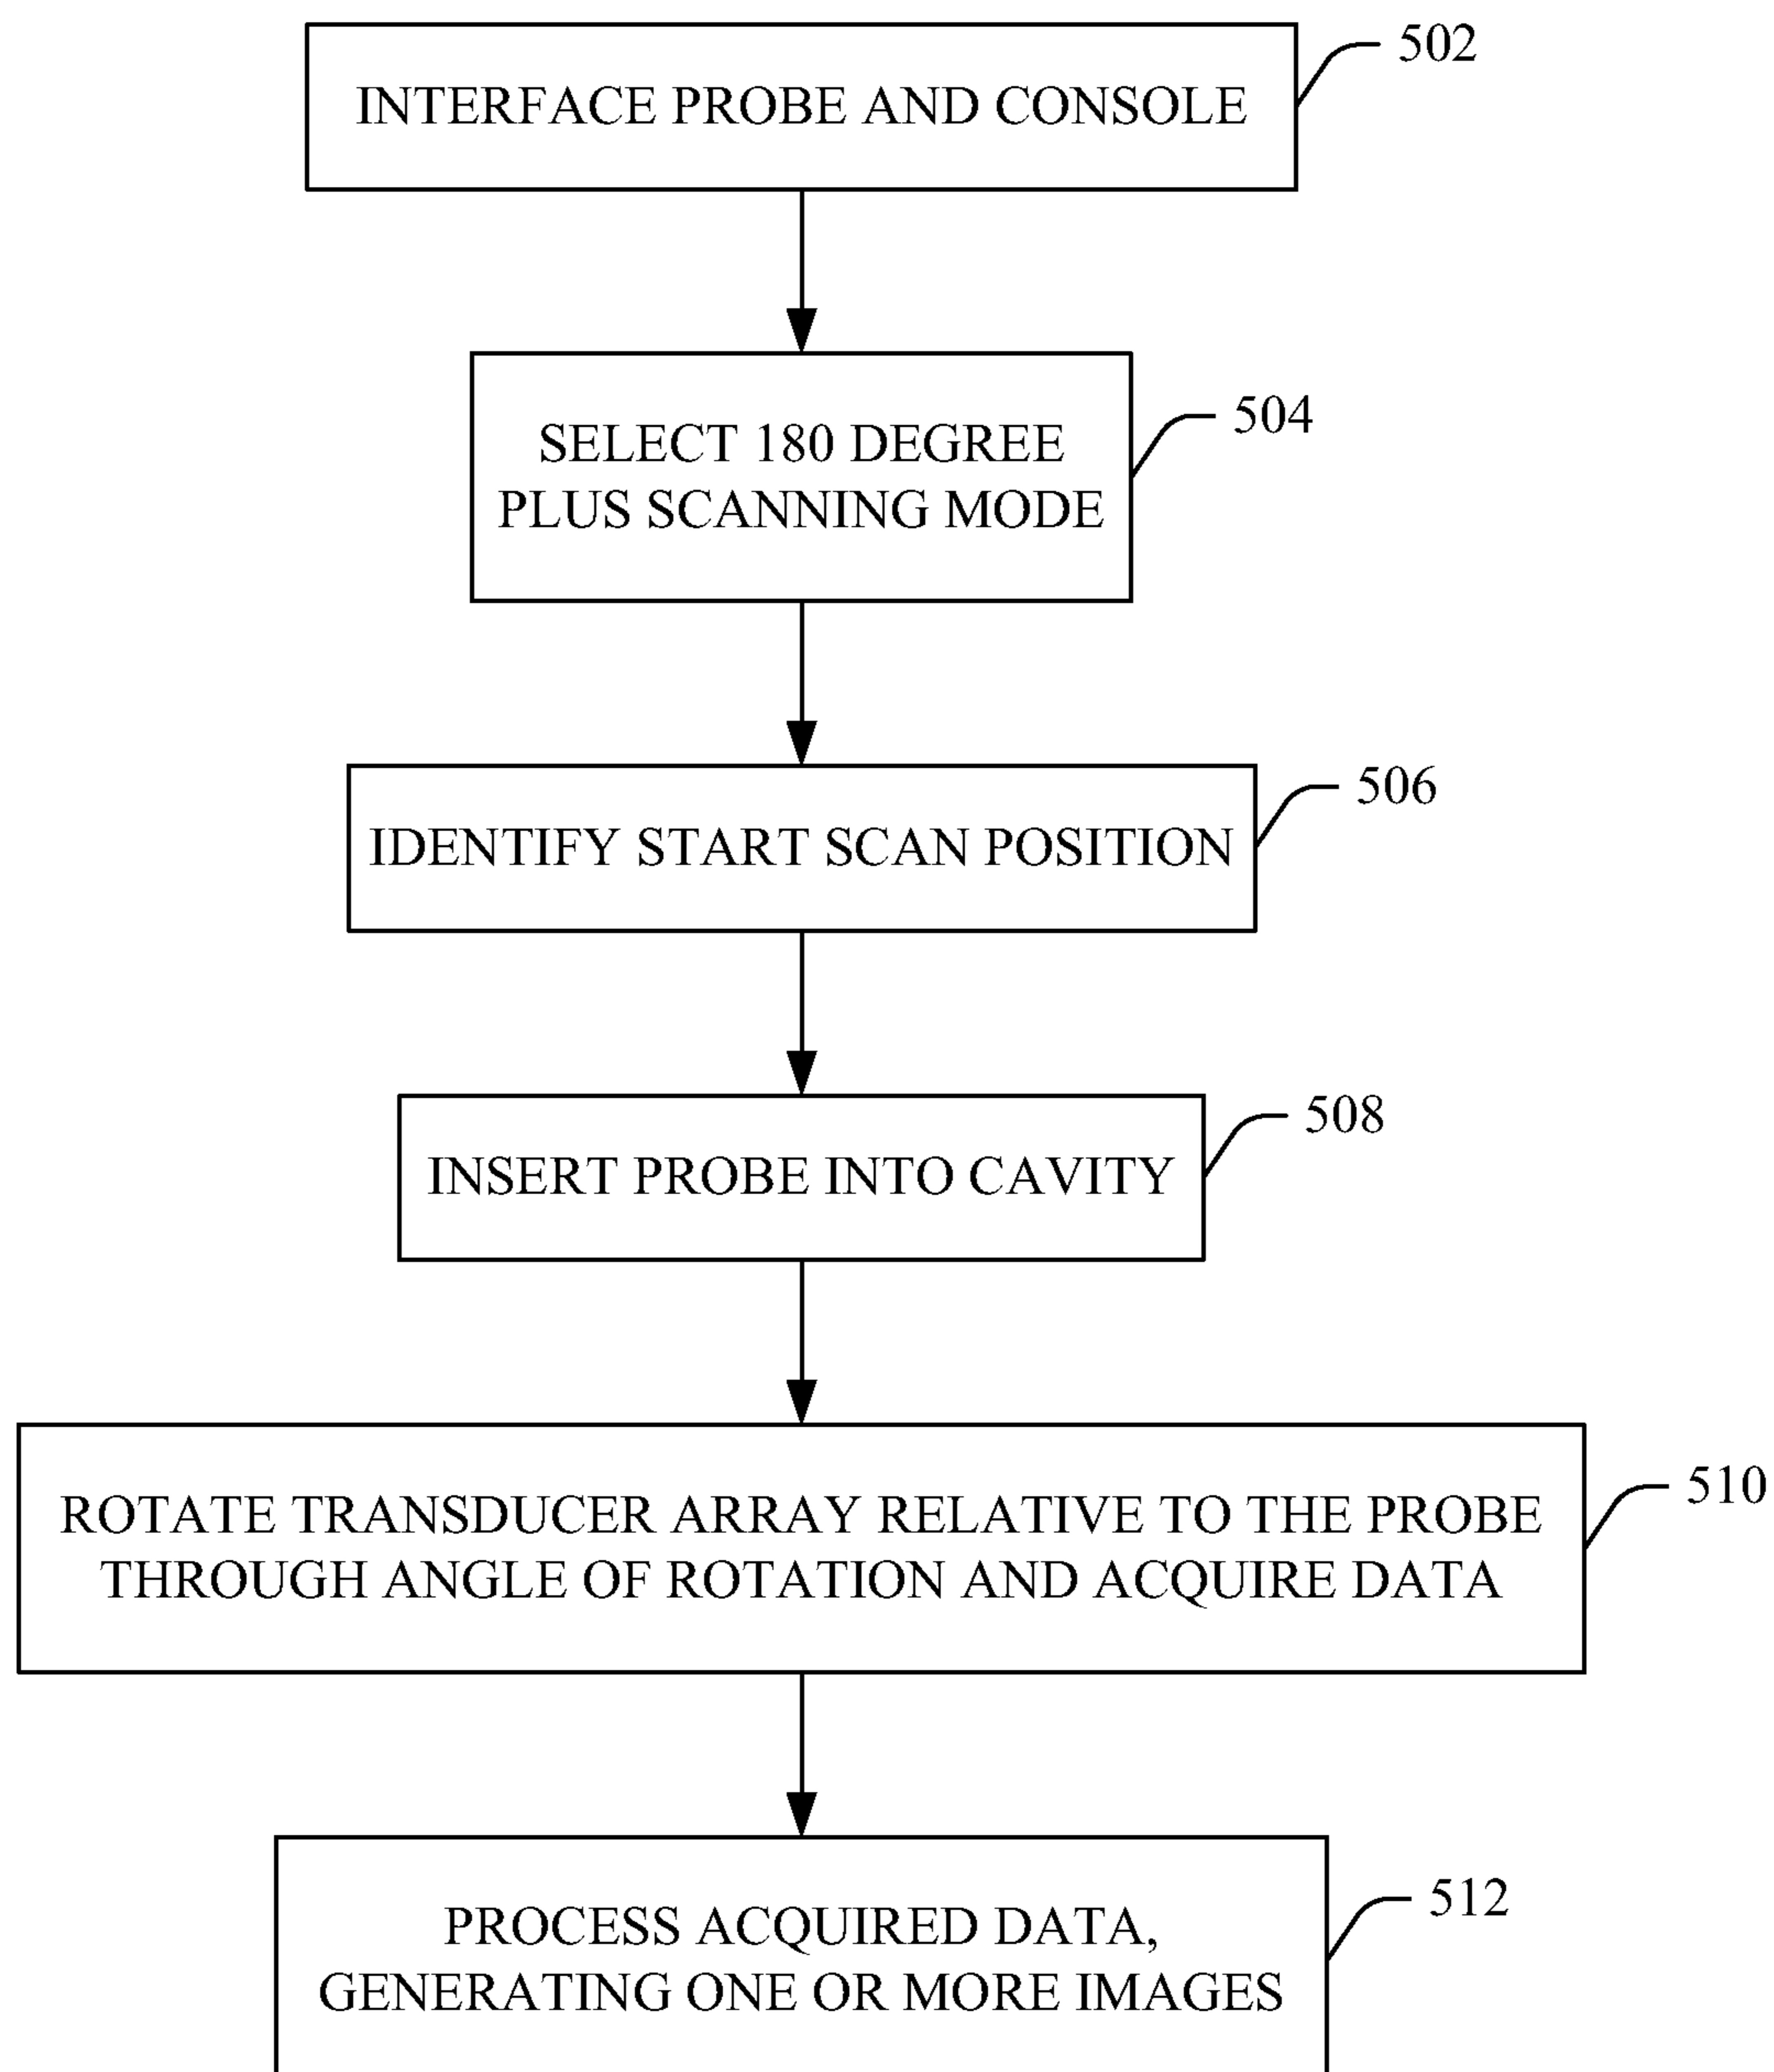 INTERFACE PROBE AND CONSOLE
502
SELECT 180 DEGREE
PLUS SCANNING MODE
504
IDENTIFY START SCAN POSITION
506
INSERT PROBE INTO CAVITY
508
ROTATE TRANSDUCER ARRAY RELATIVE TO THE PROBE
THROUGH ANGLE OF ROTATION AND ACQUIRE DATA
510
PROCESS ACQUIRED DATA,
GENERATING ONE OR MORE IMAGES
512